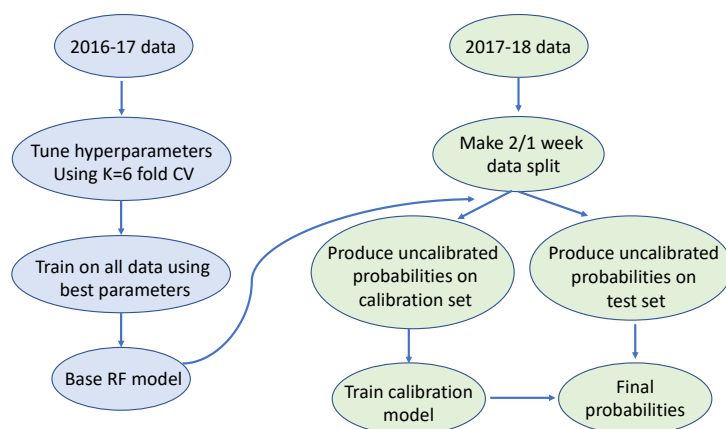 2016-17 data
Tune hyperparameters
Using K=6 fold CV
Train on all data using
best parameters
Base RF model
2017-18 data
Make 2/1 week
data split
Produce uncalibrated
probabilities on
calibration set
Produce uncalibrated
probabilities on
test set
Train calibration
model
Final
probabilities